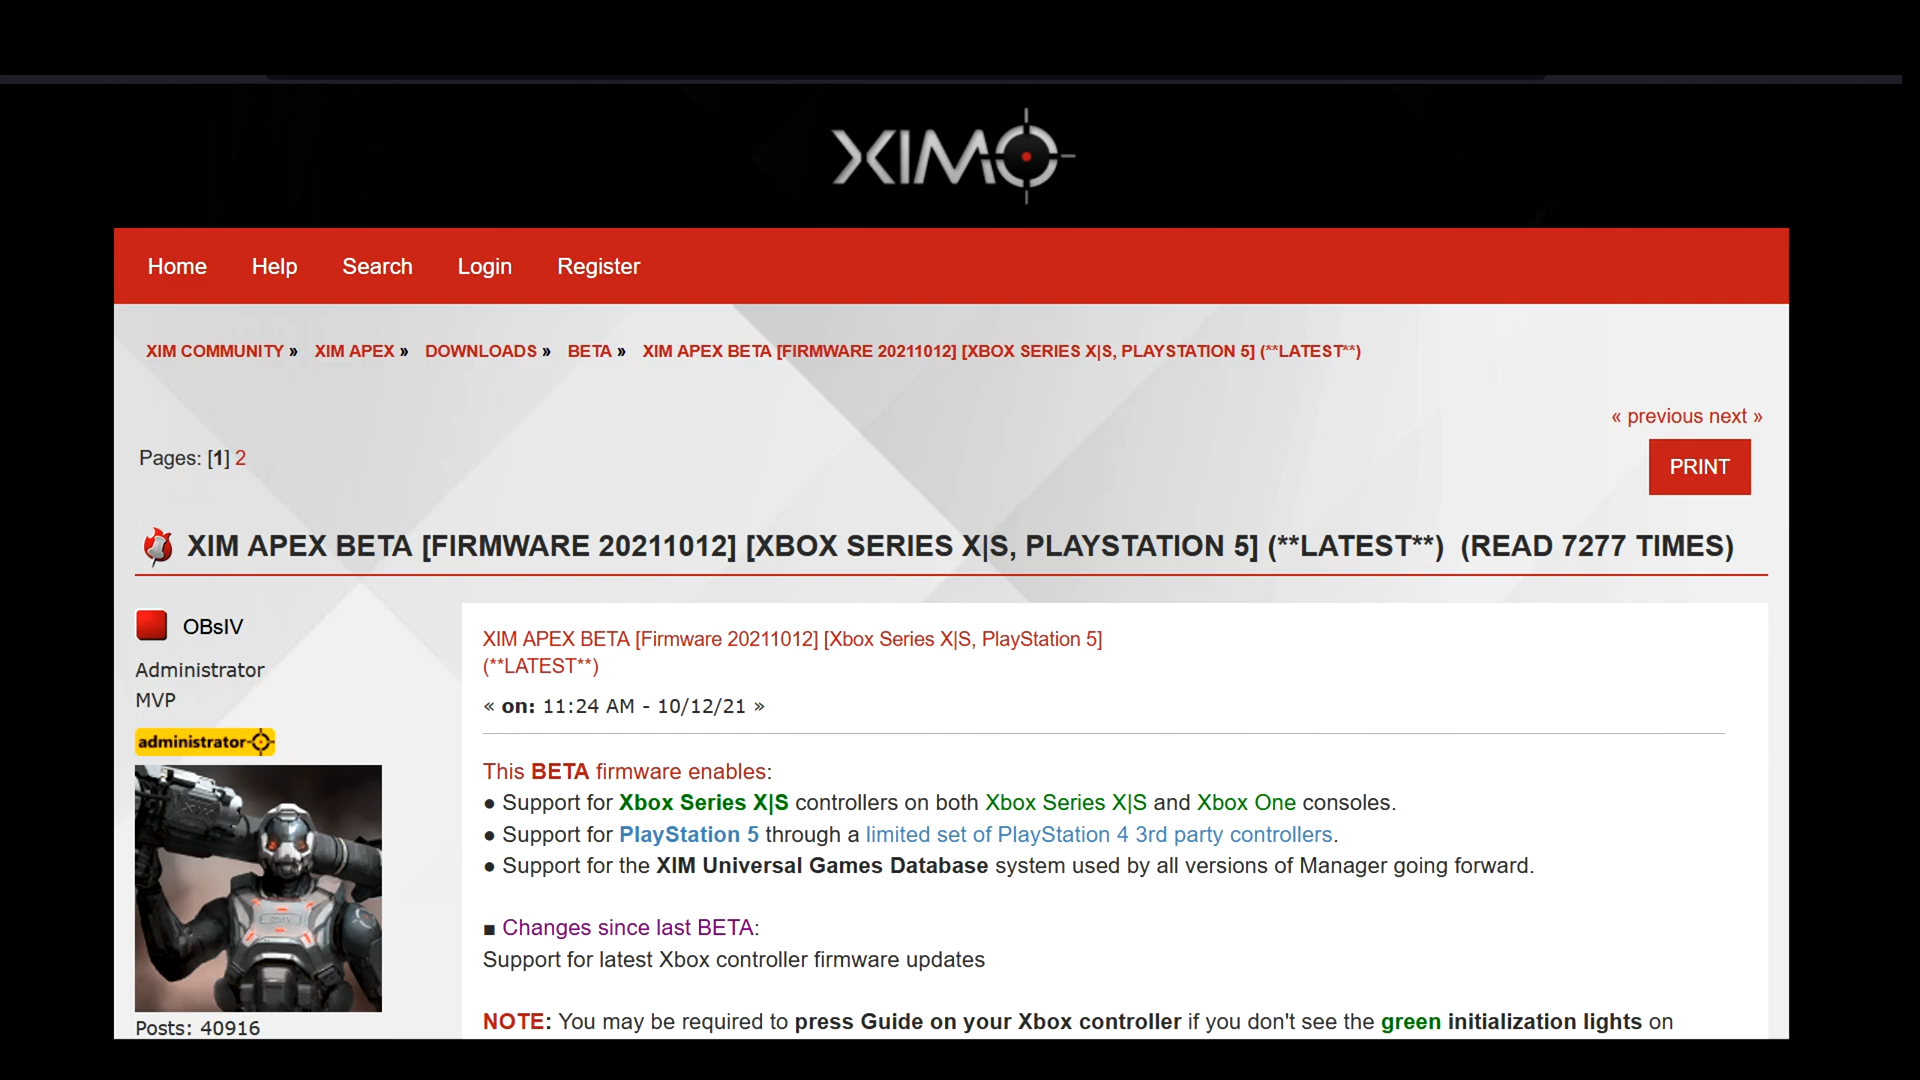 XIM
Home Help Search Login Register
XIM COMMUNITY » XIM APEX » DOWNLOADS » BETA » XIM APEX BETA [FIRMWARE 20211012] [XBOX SERIES X|S, PLAYSTATION 5] (**LATEST**)
« previous next »
Pages: [1] 2
PRINT
XIM APEX BETA [FIRMWARE 20211012] [XBOX SERIES X|S, PLAYSTATION 5] (**LATEST**) (READ 7277 TIMES)
OBsIV
Administrator
MVP
administrator
Posts: 40916
XIM APEX BETA [Firmware 20211012] [Xbox Series X|S, PlayStation 5]
(**LATEST**)
« on: 11:24 AM - 10/12/21 »
This BETA firmware enables:
● Support for Xbox Series X|S controllers on both Xbox Series X|S and Xbox One consoles.
● Support for PlayStation 5 through a limited set of PlayStation 4 3rd party controllers.
● Support for the XIM Universal Games Database system used by all versions of Manager going forward.
■ Changes since last BETA:
Support for latest Xbox controller firmware updates
NOTE: You may be required to press Guide on your Xbox controller if you don't see the green initialization lights on